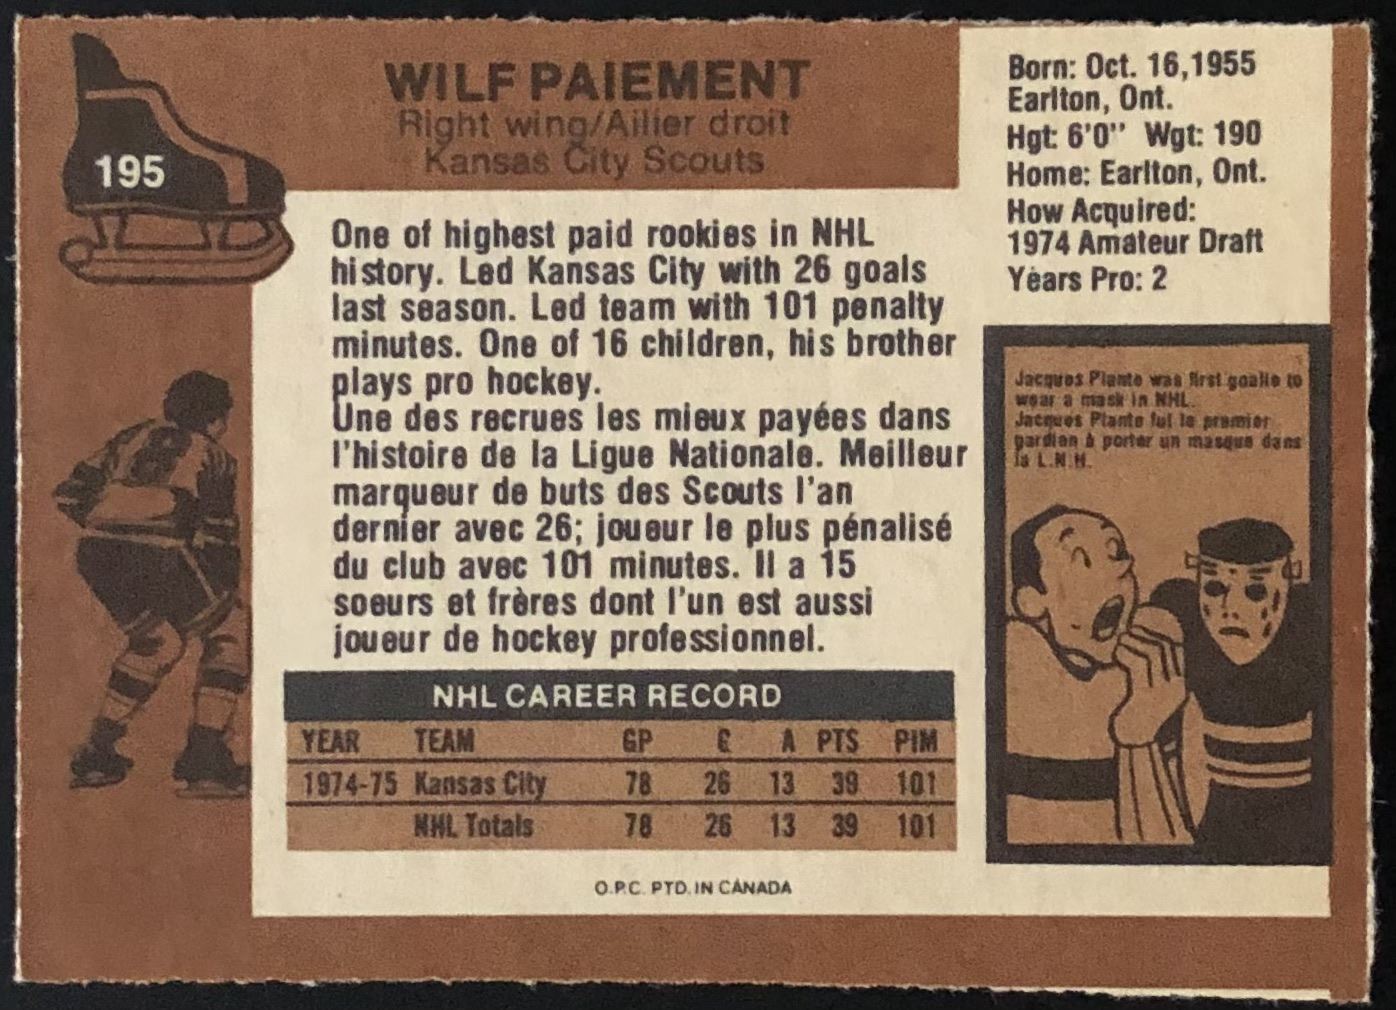 195
WILF PAIEMENT
Right wing/Ailier droit
Kansas City Scouts
Born: Oct. 16,1955
Earlton, Ont.
Hgt: 6'0" Wgt: 190
Home: Earlton, Ont.
How Acquired:
1974 Amateur Draft
Years Pro: 2
One of highest paid rookies in NHL
history. Led Kansas City with 26 goals
last season. Led team with 101 penalty
minutes. One of 16 children, his brother
plays pro hockey.
Une des recrues les mieux payées dans
l'histoire de la Ligue Nationale. Meilleur
marqueur de buts des Scouts l'an
dernier avec 26; joueur le plus pénalisé
du club avec 101 minutes. Il a 15
soeurs et frères dont l'un est aussi
joueur de hockey professionnel.
Jacques Plante was first goalie to
wear a mask in NHL.
Jacques Plante fut le premier
gardien à porter un masque dans
la L.N.H.
NHL CAREER RECORD
YEAR TEAM GP G A PTS PIM
1974-75 Kansas City 78 26 13 39 101
NHL Totals 78 26 13 39 101
O.P.C. PTD. IN CANADA